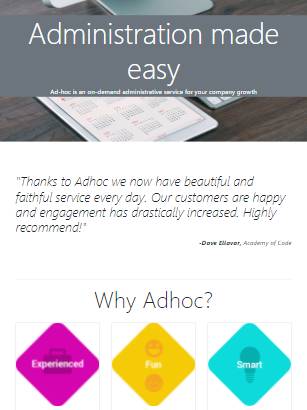 Administration made
easy
Ad-hoc is an on-demand administrative service for your company growth
"Thanks to Adhoc we now have beautiful and
faithful service every day. Our customers are happy
and engagement has drastically increased. Highly
recommend!"
-Dave Ellavar, Academy of Code
Why Adhoc?
Experienced
Fun
Smart